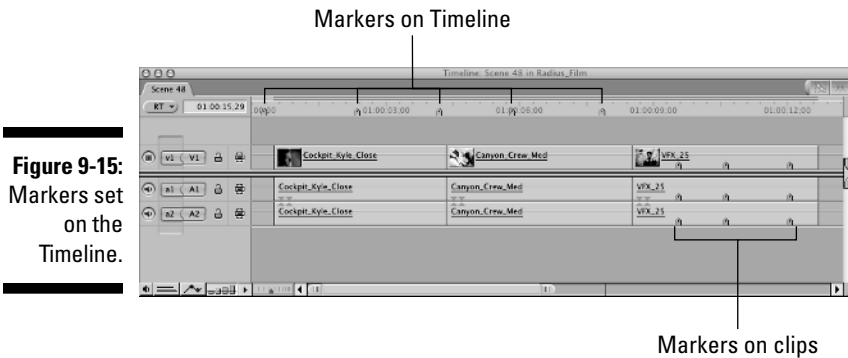 Markers on Timeline
Timeline: Scene 48 in Radius_Film
Scene 48
RT 01:00:15;29 01:00:03;00 01:00:06;00 01:00:09;00 01:00:12;00
v1 V1 Cockpit_Kyle_Close Canyon_Crew_Med VFX_25
a1 A1 Cockpit_Kyle_Close Canyon_Crew_Med VFX_25
a2 A2 Cockpit_Kyle_Close Canyon_Crew_Med VFX_25
Figure 9-15:
Markers set
on the
Timeline.
Markers on clips